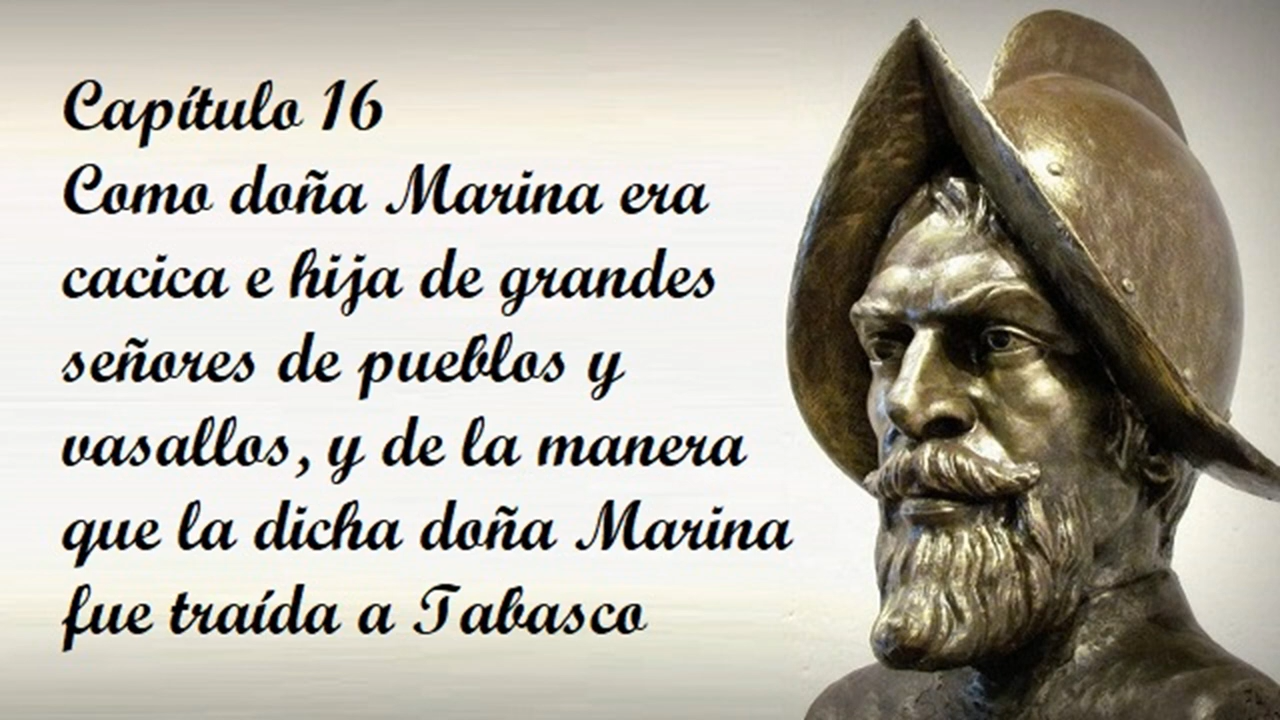 Capítulo 16
Como doña Marina era
cacica e hija de grandes
señores de pueblos y
vasallos, y de la manera
que la dicha doña Marina
fue traída a Tabasco